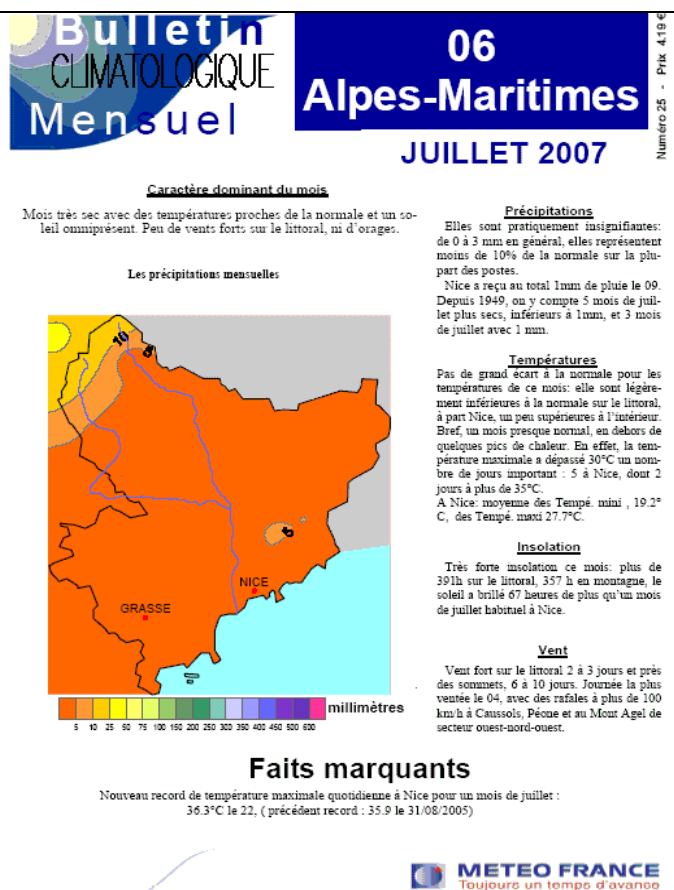 Bulletin
CLIMATOLOGIQUE
Mensuel
06
Alpes-Maritimes
JUILLET 2007
Numéro 25 - Prix 4.19 €
Caractère dominant du mois
Mois très sec avec des températures proches de la normale et un so-
leil omniprésent. Peu de vents forts sur le littoral, ni d'orages.
Les précipitations mensuelles
10
5
5
NICE
GRASSE
5 10 25 50 75 100 150 200 250 300 350 400 450 500 600
millimètres
Précipitations
Elles sont pratiquement insignifiantes:
de 0 à 3 mm en général, elles représentent
moins de 10% de la normale sur la plu-
part des postes.
Nice a reçu au total 1mm de pluie le 09.
Depuis 1949, on y compte 5 mois de juil-
let plus secs, inférieurs à 1mm, et 3 mois
de juillet avec 1 mm.
Températures
Pas de grand écart à la normale pour les
températures de ce mois: elle sont légère-
ment inférieures à la normale sur le littoral,
à part Nice, un peu supérieures à l'intérieur.
Bref, un mois presque normal, en dehors de
quelques pics de chaleur. En effet, la tem-
pérature maximale a dépassé 30°C un nom-
bre de jours important : 5 à Nice, dont 2
jours à plus de 35°C.
A Nice: moyenne des Tempé. mini , 19.2°
C, des Tempé. maxi 27.7°C.
Insolation
Très forte insolation ce mois: plus de
391h sur le littoral, 357 h en montagne, le
soleil a brillé 67 heures de plus qu'un mois
de juillet habituel à Nice.
Vent
Vent fort sur le littoral 2 à 3 jours et près
des sommets, 6 à 10 jours. Journée la plus
ventée le 04, avec des rafales à plus de 100
km/h à Caussols, Péone et au Mont Agel de
secteur ouest-nord-ouest.
Faits marquants
Nouveau record de température maximale quotidienne à Nice pour un mois de juillet :
36.3°C le 22, ( précédent record : 35.9 le 31/08/2005)
METEO FRANCE
Toujours un temps d'avance